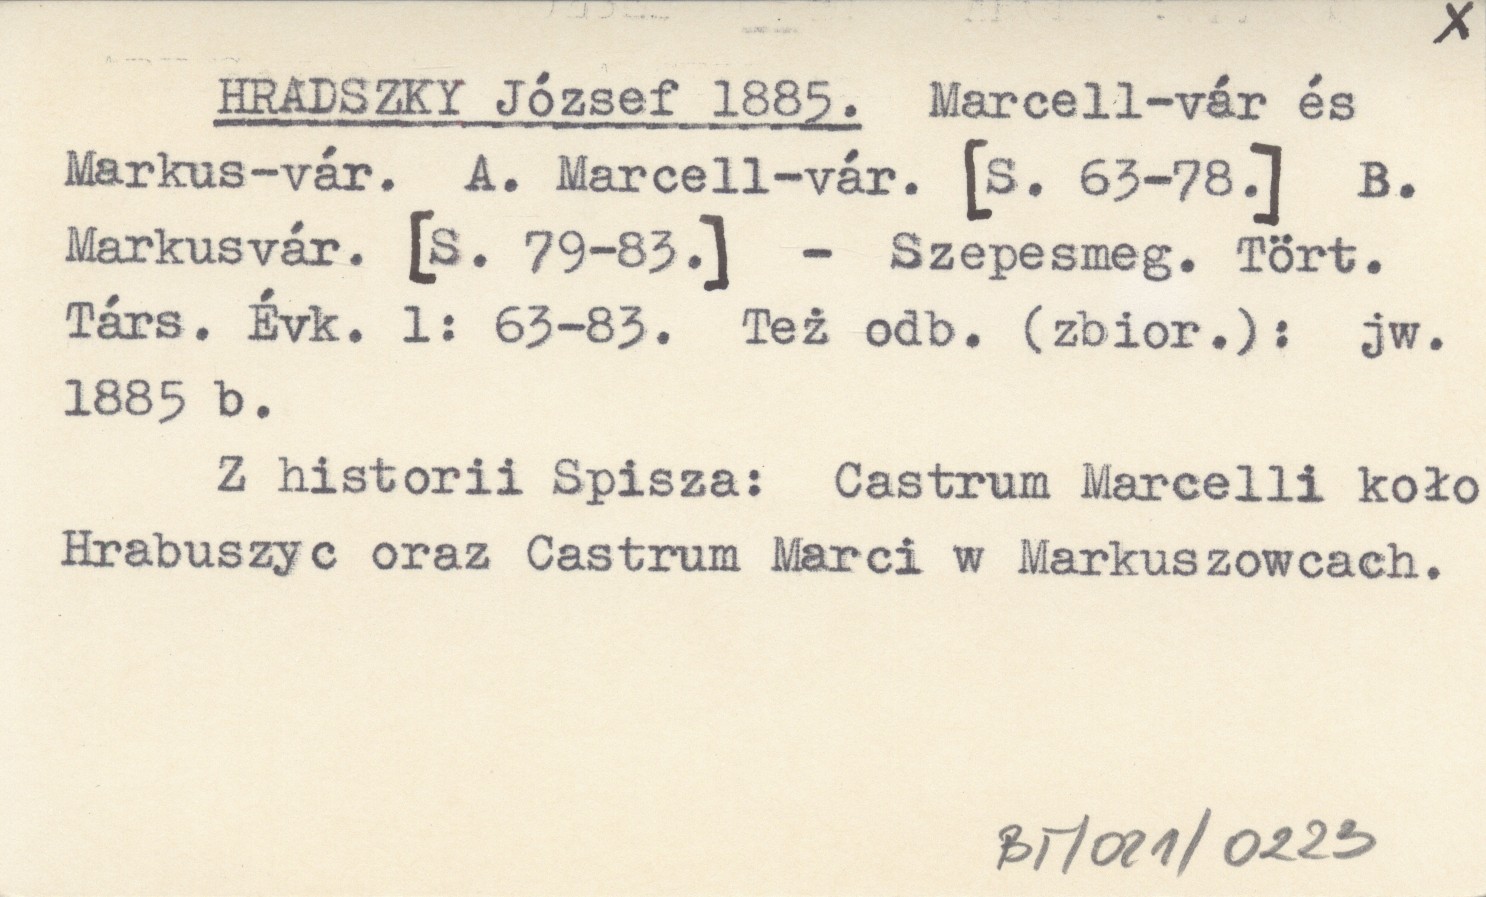 X
HRADSZKY József 1885. Marcell-vár és
Markus-vár. A. Marcell-vár. [S. 63-78.] B.
Markusvár. [S. 79-83.] - Szepesmeg. Tört.
Társ. Évk. 1: 63-83. Też odb. (zbior.): jw.
1885 b.
Z historii Spisza: Castrum Marcelli koło
Hrabuszyc oraz Castrum Marci w Markuszowcach.
BT/021/0223